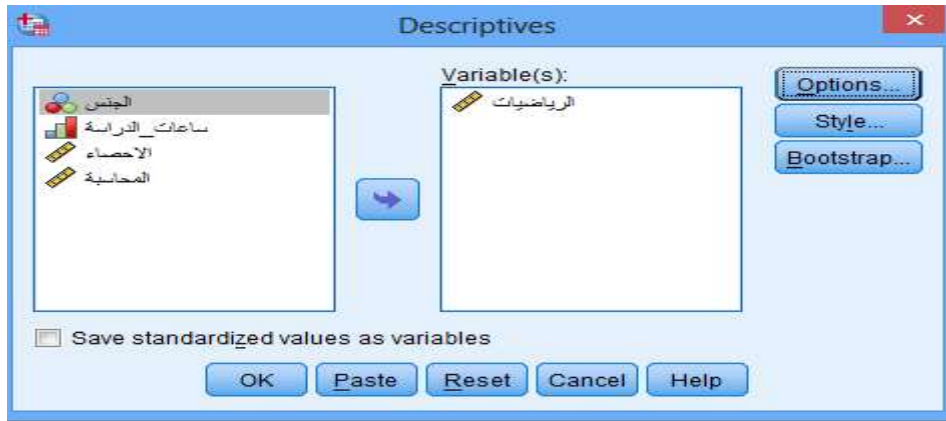 Descriptives
Variable(s):
الجنس
ساعات_الدراسة
الاحصاء
المحاسبة
الرياضيات
Options...
Style...
Bootstrap...
Save standardized values as variables
OK Paste Reset Cancel Help